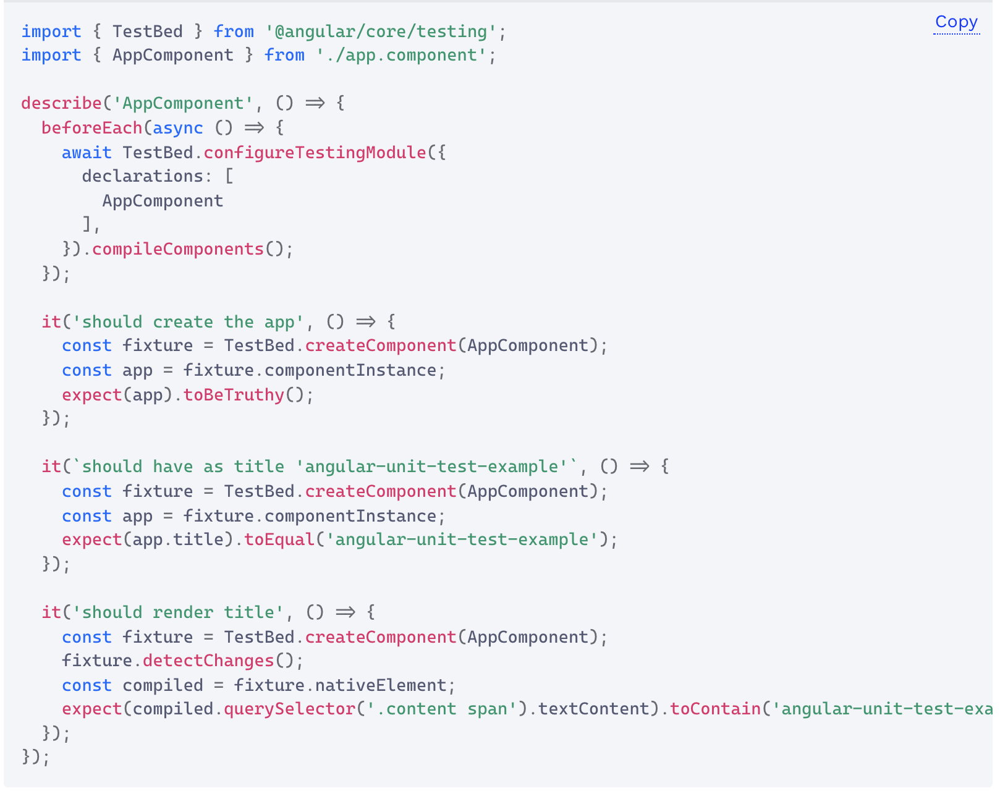 Copy
import { TestBed } from '@angular/core/testing';
import { AppComponent } from './app.component';

describe('AppComponent', () => {
  beforeEach(async () => {
    await TestBed.configureTestingModule({
      declarations: [
        AppComponent
      ],
    }).compileComponents();
  });

  it('should create the app', () => {
    const fixture = TestBed.createComponent(AppComponent);
    const app = fixture.componentInstance;
    expect(app).toBeTruthy();
  });

  it(`should have as title 'angular-unit-test-example'`, () => {
    const fixture = TestBed.createComponent(AppComponent);
    const app = fixture.componentInstance;
    expect(app.title).toEqual('angular-unit-test-example');
  });

  it('should render title', () => {
    const fixture = TestBed.createComponent(AppComponent);
    fixture.detectChanges();
    const compiled = fixture.nativeElement;
    expect(compiled.querySelector('.content span').textContent).toContain('angular-unit-test-exa
  });
});